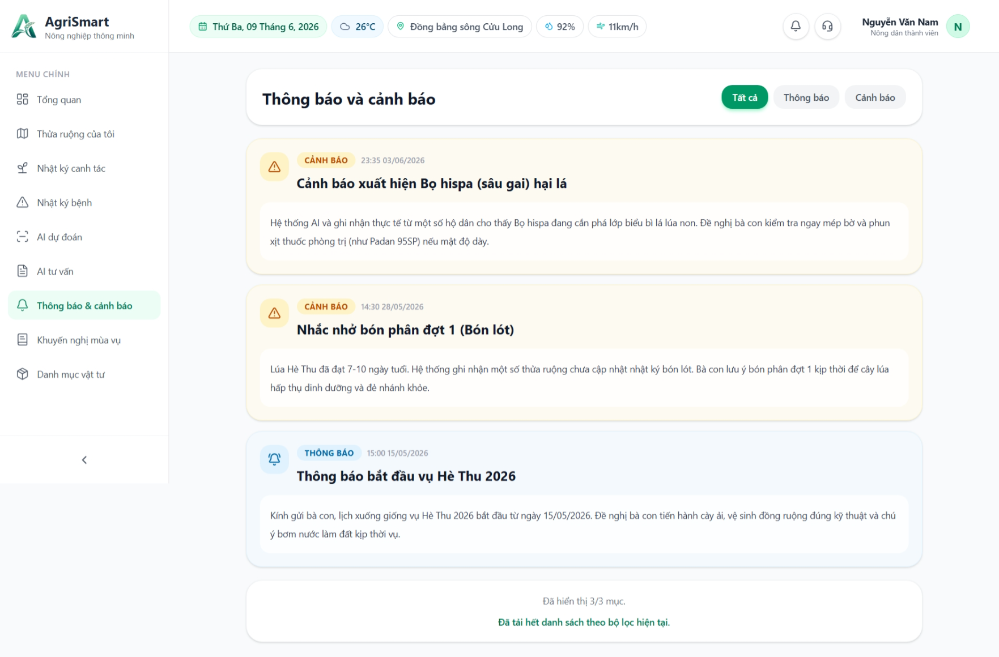 AgriSmart
Nông nghiệp thông minh
Thứ Ba, 09 Tháng 6, 2026
26°C
Đồng bằng sông Cửu Long
92%
11km/h
Nguyễn Văn Nam
Nông dân thành viên
N
MENU CHÍNH
Tổng quan
Thửa ruộng của tôi
Nhật ký canh tác
Nhật ký bệnh
AI dự đoán
AI tư vấn
Thông báo & cảnh báo
Khuyến nghị mùa vụ
Danh mục vật tư
Thông báo và cảnh báo
Tất cả
Thông báo
Cảnh báo
CẢNH BÁO
23:35 03/06/2026
Cảnh báo xuất hiện Bọ hispa (sâu gai) hại lá
Hệ thống AI và ghi nhận thực tế từ một số hộ dân cho thấy Bọ hispa đang cắn phá lớp biểu bì lá lúa non. Đề nghị bà con kiểm tra ngay mép bờ và phun
xịt thuốc phòng trị (như Padan 95SP) nếu mật độ dày.
CẢNH BÁO
14:30 28/05/2026
Nhắc nhở bón phân đợt 1 (Bón lót)
Lúa Hè Thu đã đạt 7-10 ngày tuổi. Hệ thống ghi nhận một số thửa ruộng chưa cập nhật nhật ký bón lót. Bà con lưu ý bón phân đợt 1 kịp thời để cây lúa
hấp thụ dinh dưỡng và đẻ nhánh khỏe.
THÔNG BÁO
15:00 15/05/2026
Thông báo bắt đầu vụ Hè Thu 2026
Kính gửi bà con, lịch xuống giống vụ Hè Thu 2026 bắt đầu từ ngày 15/05/2026. Đề nghị bà con tiến hành cày ải, vệ sinh đồng ruộng đúng kỹ thuật và chú
ý bơm nước làm đất kịp thời vụ.
Đã hiển thị 3/3 mục.
Đã tải hết danh sách theo bộ lọc hiện tại.